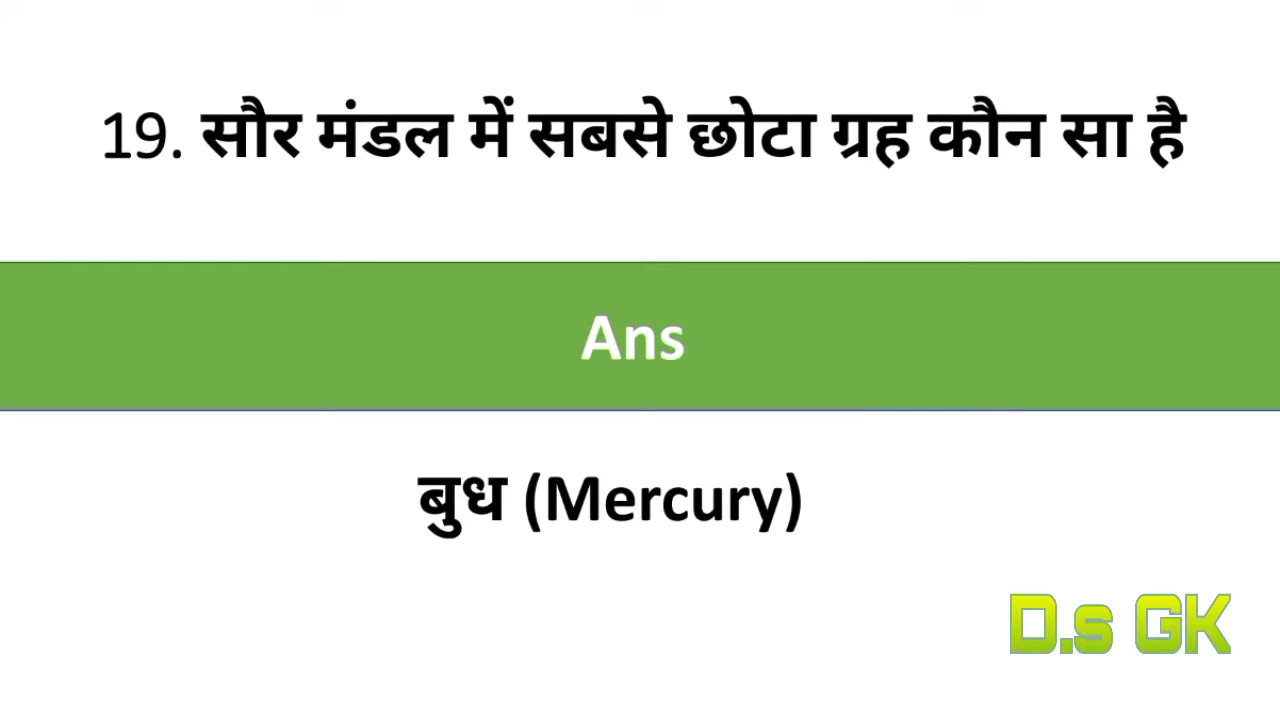 19. सौर मंडल में सबसे छोटा ग्रह कौन सा है
Ans
बुध (Mercury)
D.s GK